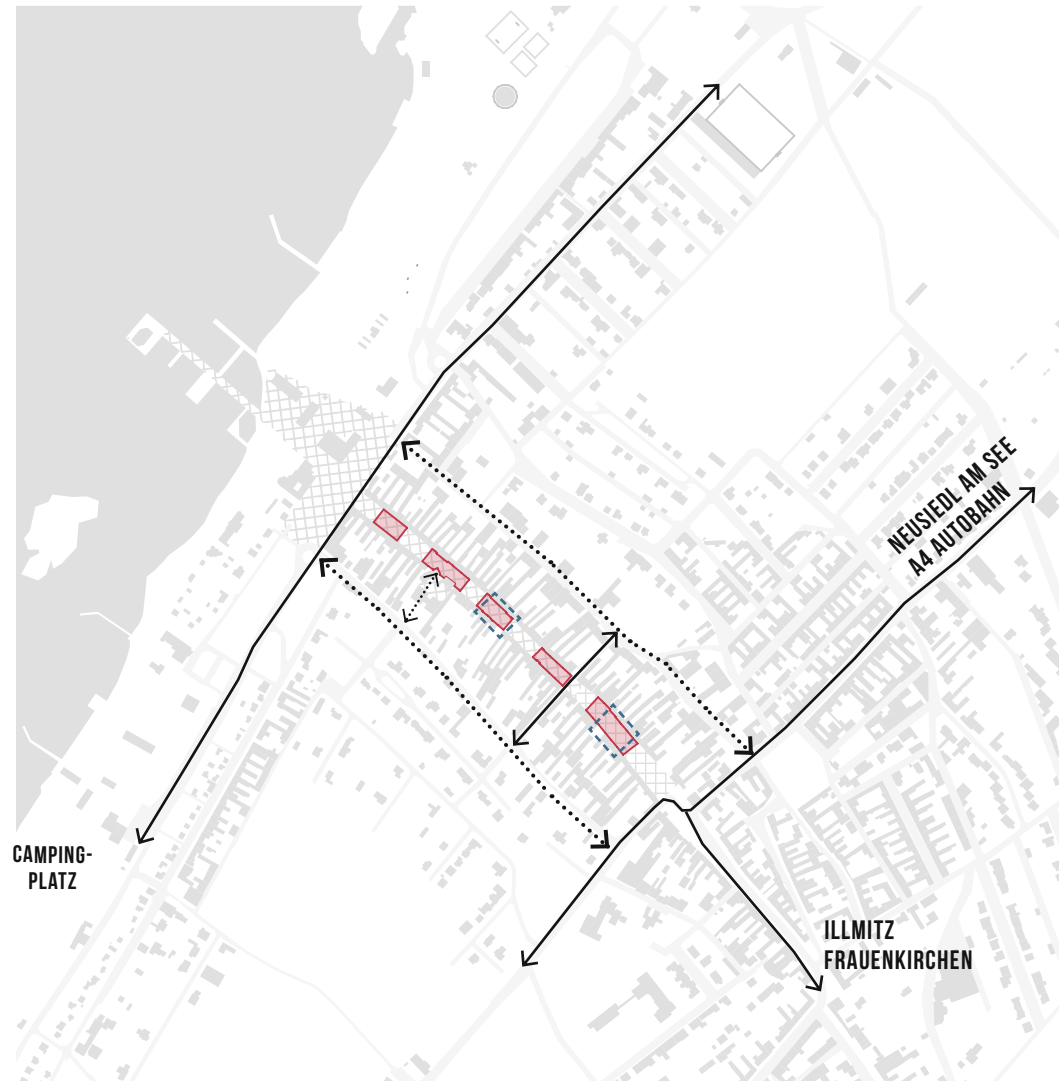 NEUSIEDL AM SEE
A4 AUTOBAHN
CAMPING-
PLATZ
ILLMITZ
FRAUENKIRCHEN